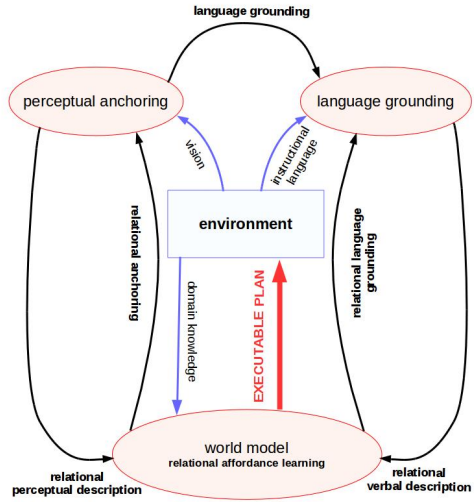 language grounding
perceptual anchoring
language grounding
vision
instructional
language
environment
relational anchoring
relational language
grounding
domain knowledge
EXECUTABLE PLAN
world model
relational affordance learning
relational
perceptual description
relational
verbal description